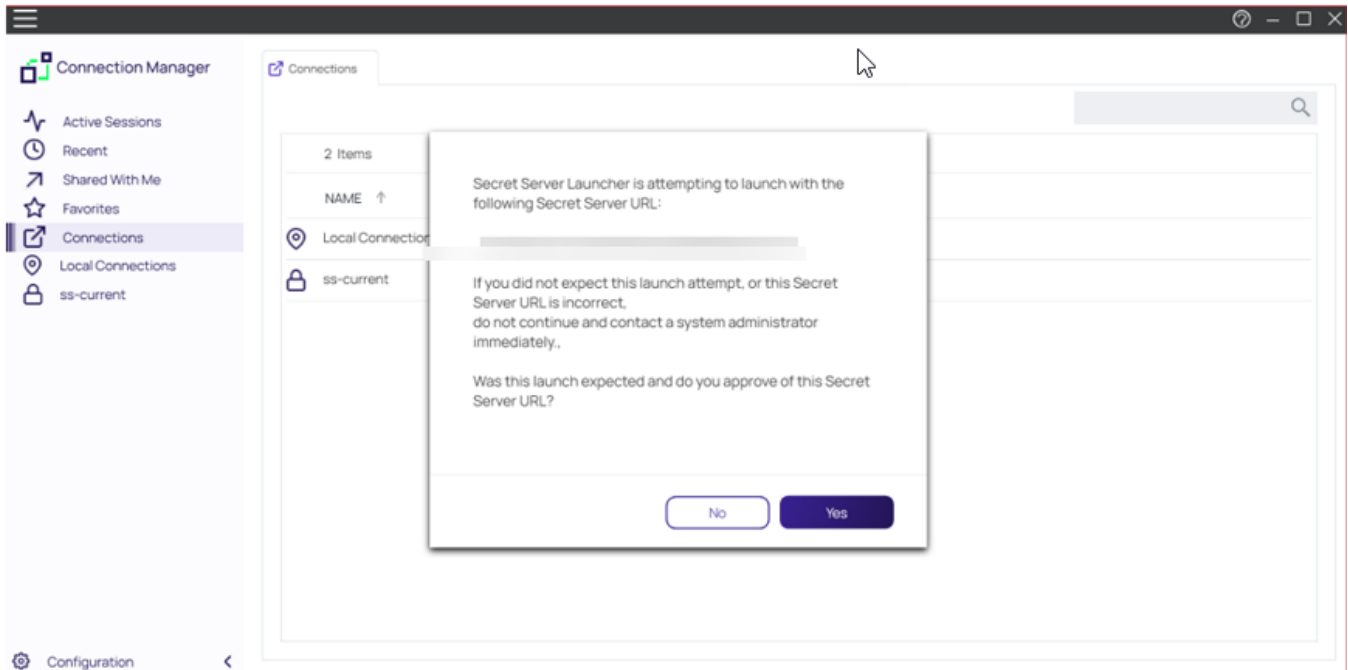 Connection Manager
Active Sessions
Recent
Shared With Me
Favorites
Connections
Local Connections
ss-current
Configuration
Connections
2 Items
NAME
Local Connection
ss-current
Secret Server Launcher is attempting to launch with the
following Secret Server URL:
If you did not expect this launch attempt, or this Secret
Server URL is incorrect,
do not continue and contact a system administrator
immediately.,
Was this launch expected and do you approve of this Secret
Server URL?
No
Yes